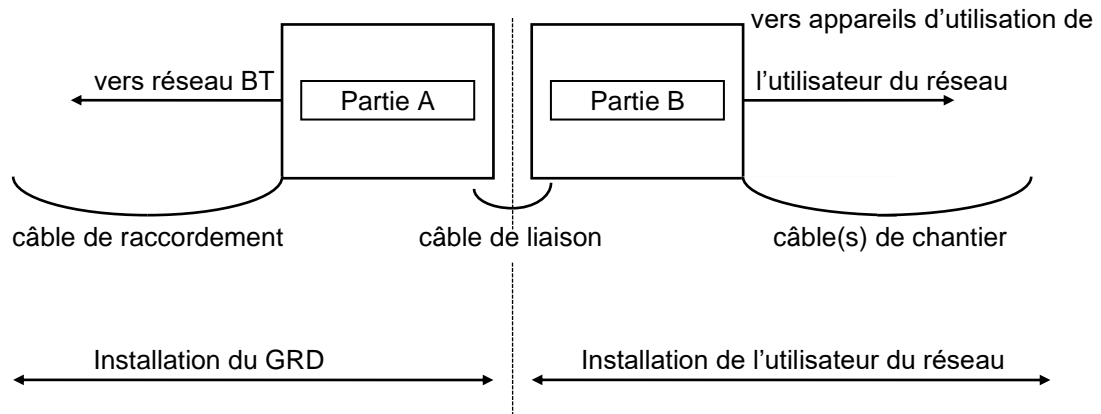 vers appareils d’utilisation de
vers réseau BT
l’utilisateur du réseau
Partie A
Partie B
câble de raccordement
câble de liaison
câble(s) de chantier
Installation du GRD
Installation de l’utilisateur du réseau